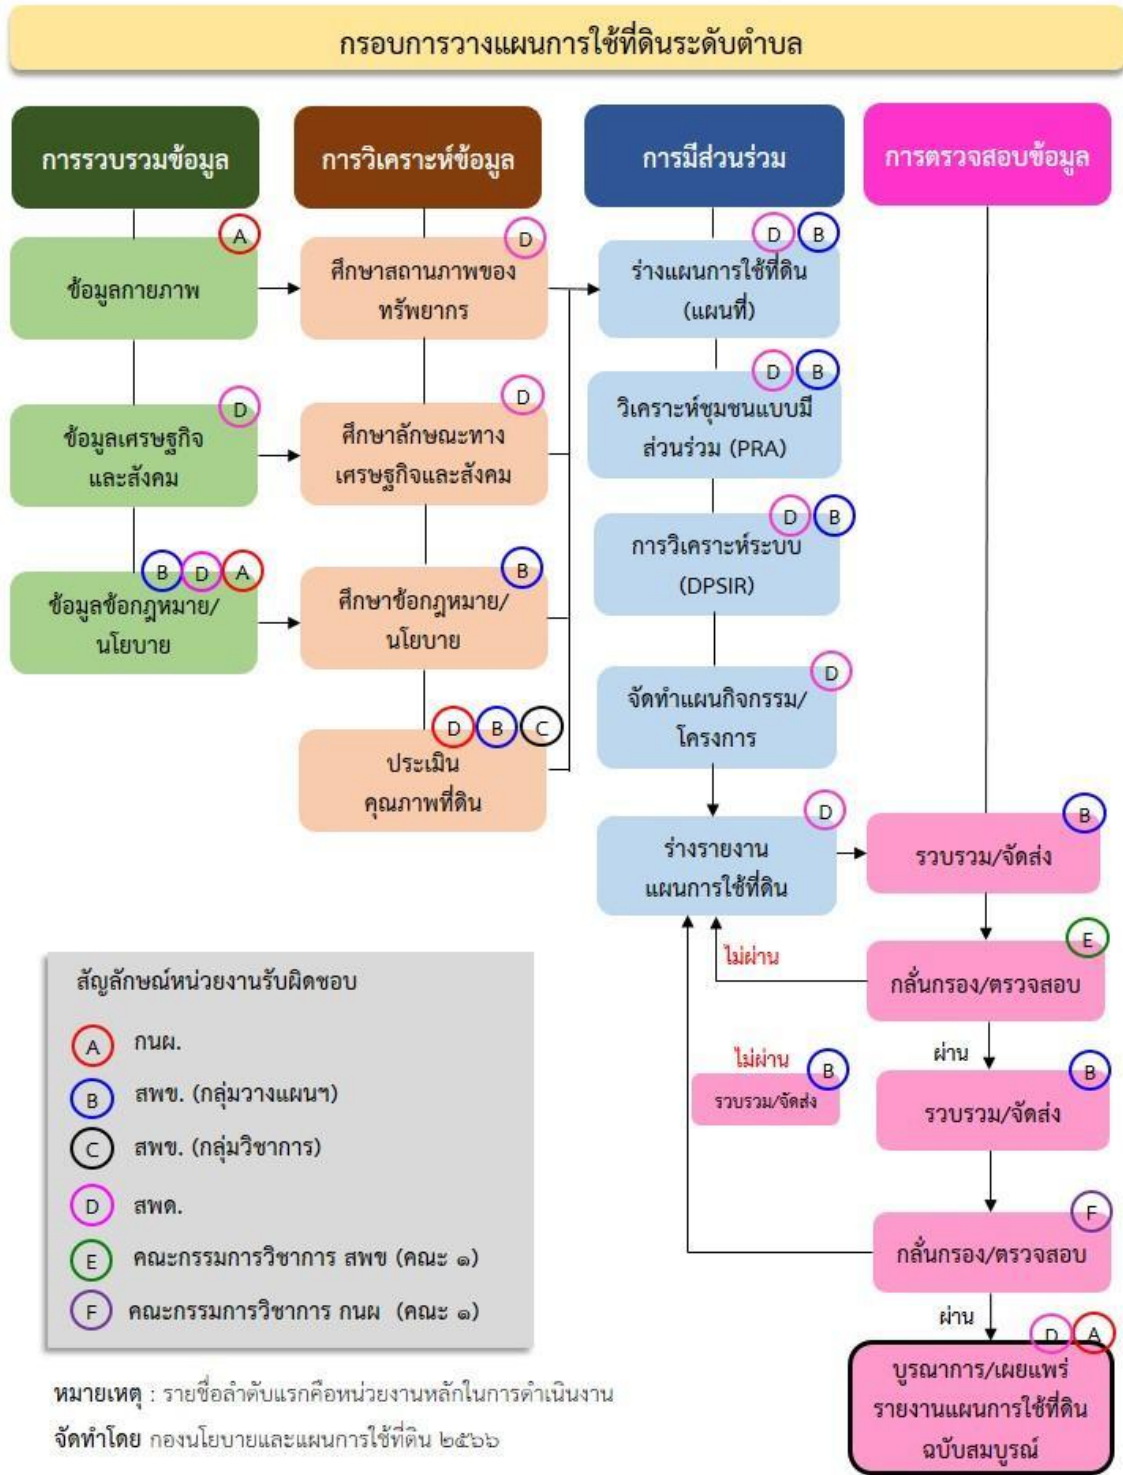 กรอบการวางแผนการใช้ที่ดินระดับตำบล
การรวบรวมข้อมูล
A
ข้อมูลกายภาพ
D
ข้อมูลเศรษฐกิจ
และสังคม
B D A
ข้อมูลข้อกฎหมาย/
นโยบาย
การวิเคราะห์ข้อมูล
D
ศึกษาสถานภาพของ
ทรัพยากร
D
ศึกษาลักษณะทาง
เศรษฐกิจและสังคม
B
ศึกษาข้อกฎหมาย/
นโยบาย
D B C
ประเมิน
คุณภาพที่ดิน
การมีส่วนร่วม
D B
ร่างแผนการใช้ที่ดิน
(แผนที่)
D B
วิเคราะห์ชุมชนแบบมี
ส่วนร่วม (PRA)
D B
การวิเคราะห์ระบบ
(DPSIR)
D
จัดทำแผนกิจกรรม/
โครงการ
D
ร่างรายงาน
แผนการใช้ที่ดิน
การตรวจสอบข้อมูล
B
รวบรวม/จัดส่ง
E
ไม่ผ่าน
กลั่นกรอง/ตรวจสอบ
ผ่าน
ไม่ผ่าน
B
รวบรวม/จัดส่ง
B
รวบรวม/จัดส่ง
F
กลั่นกรอง/ตรวจสอบ
ผ่าน
D A
บูรณาการ/เผยแพร่
รายงานแผนการใช้ที่ดิน
ฉบับสมบูรณ์
สัญลักษณ์หน่วยงานรับผิดชอบ
A กนผ.
B สพข. (กลุ่มวางแผนฯ)
C สพข. (กลุ่มวิชาการ)
D สพด.
E คณะกรรมการวิชาการ สพข (คณะ ๑)
F คณะกรรมการวิชาการ กนผ (คณะ ๑)
หมายเหตุ : รายชื่อลำดับแรกคือหน่วยงานหลักในการดำเนินงาน
จัดทำโดย กองนโยบายและแผนการใช้ที่ดิน ๒๕๖๖